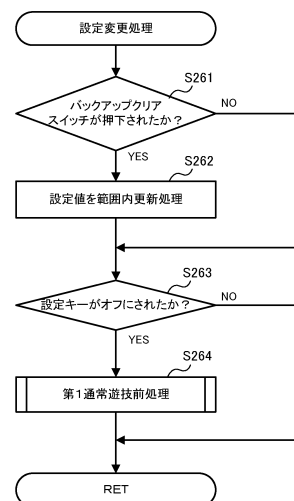 設定変更処理
S261
バックアップクリア
スイッチが押下されたか？
NO
YES
S262
設定値を範囲内更新処理
S263
設定キーがオフにされたか？
NO
YES
S264
第１通常遊技前処理
RET